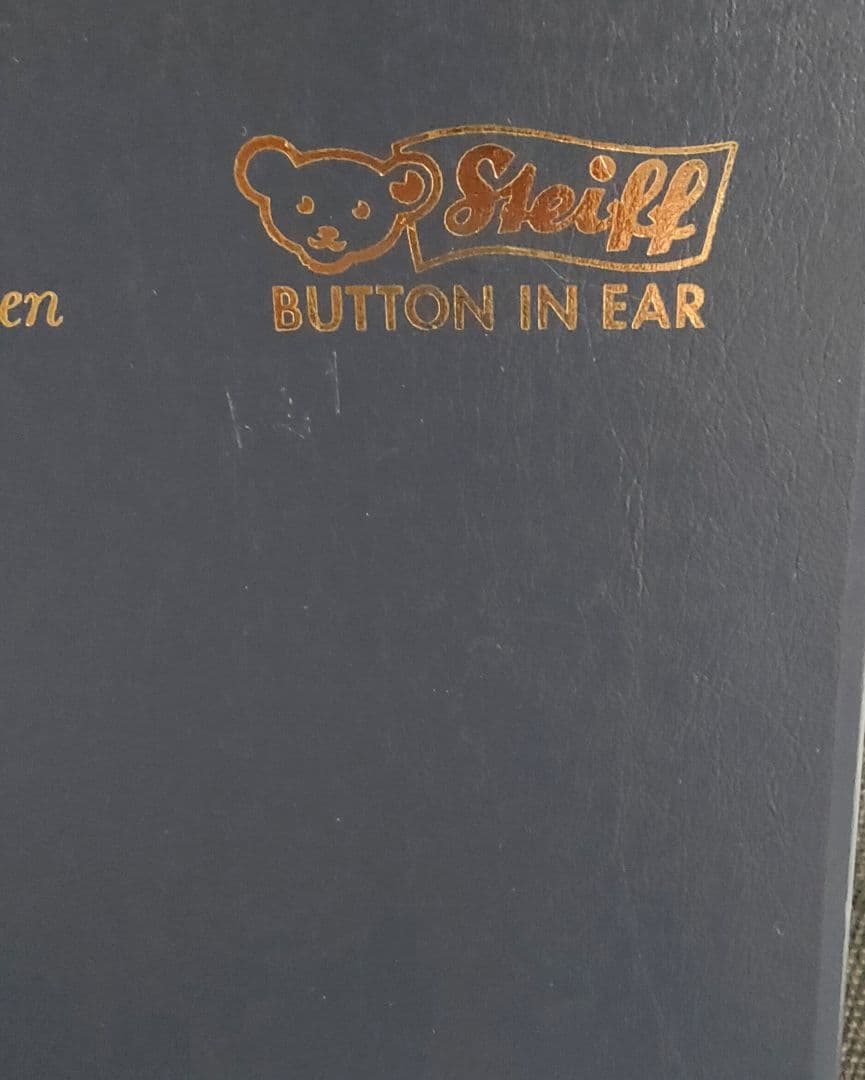 Steiff
BUTTON IN EAR
en